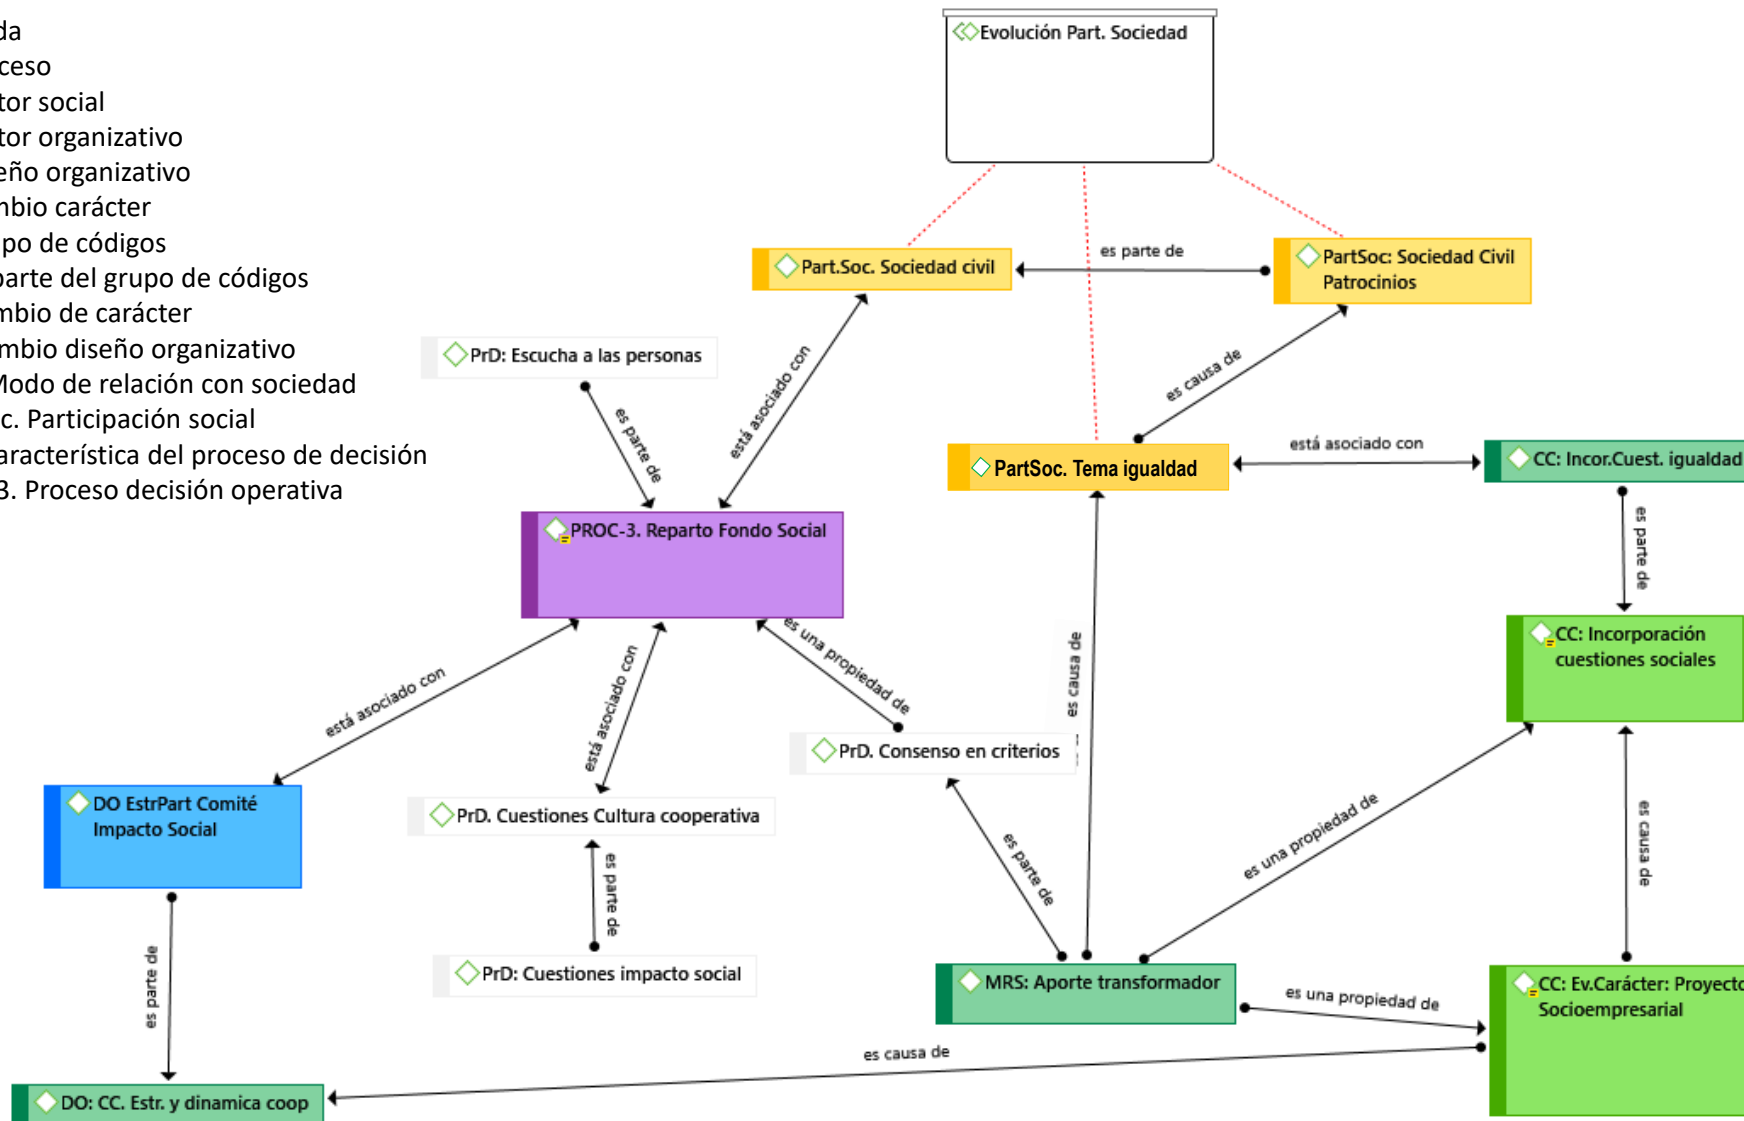 da
ceso
tor social
tor organizativo
eño organizativo
nbio carácter
po de códigos
parte del grupo de códigos
mbio de carácter
mbio diseño organizativo
Modo de relación con sociedad
c. Participación social
aracterística del proceso de decisión
3. Proceso decisión operativa
Evolución Part. Sociedad
Part.Soc. Sociedad civil
es parte de
PartSoc: Sociedad Civil
Patrocinios
PrD: Escucha a las personas
es parte de
está asociado con
es causa de
PartSoc. Tema igualdad
está asociado con
CC: Incor.Cuest. igualdad
es parte de
PROC-3. Reparto Fondo Social
CC: Incorporación
cuestiones sociales
está asociado con
está asociado con
es una propiedad de
es causa de
PrD. Consenso en criterios
DO EstrPart Comité
Impacto Social
PrD. Cuestiones Cultura cooperativa
es parte de
es parte de
es una propiedad de
es causa de
es parte de
PrD: Cuestiones impacto social
MRS: Aporte transformador
es una propiedad de
CC: Ev.Carácter: Proyecto
Socioempresarial
es causa de
DO: CC. Estr. y dinamica coop